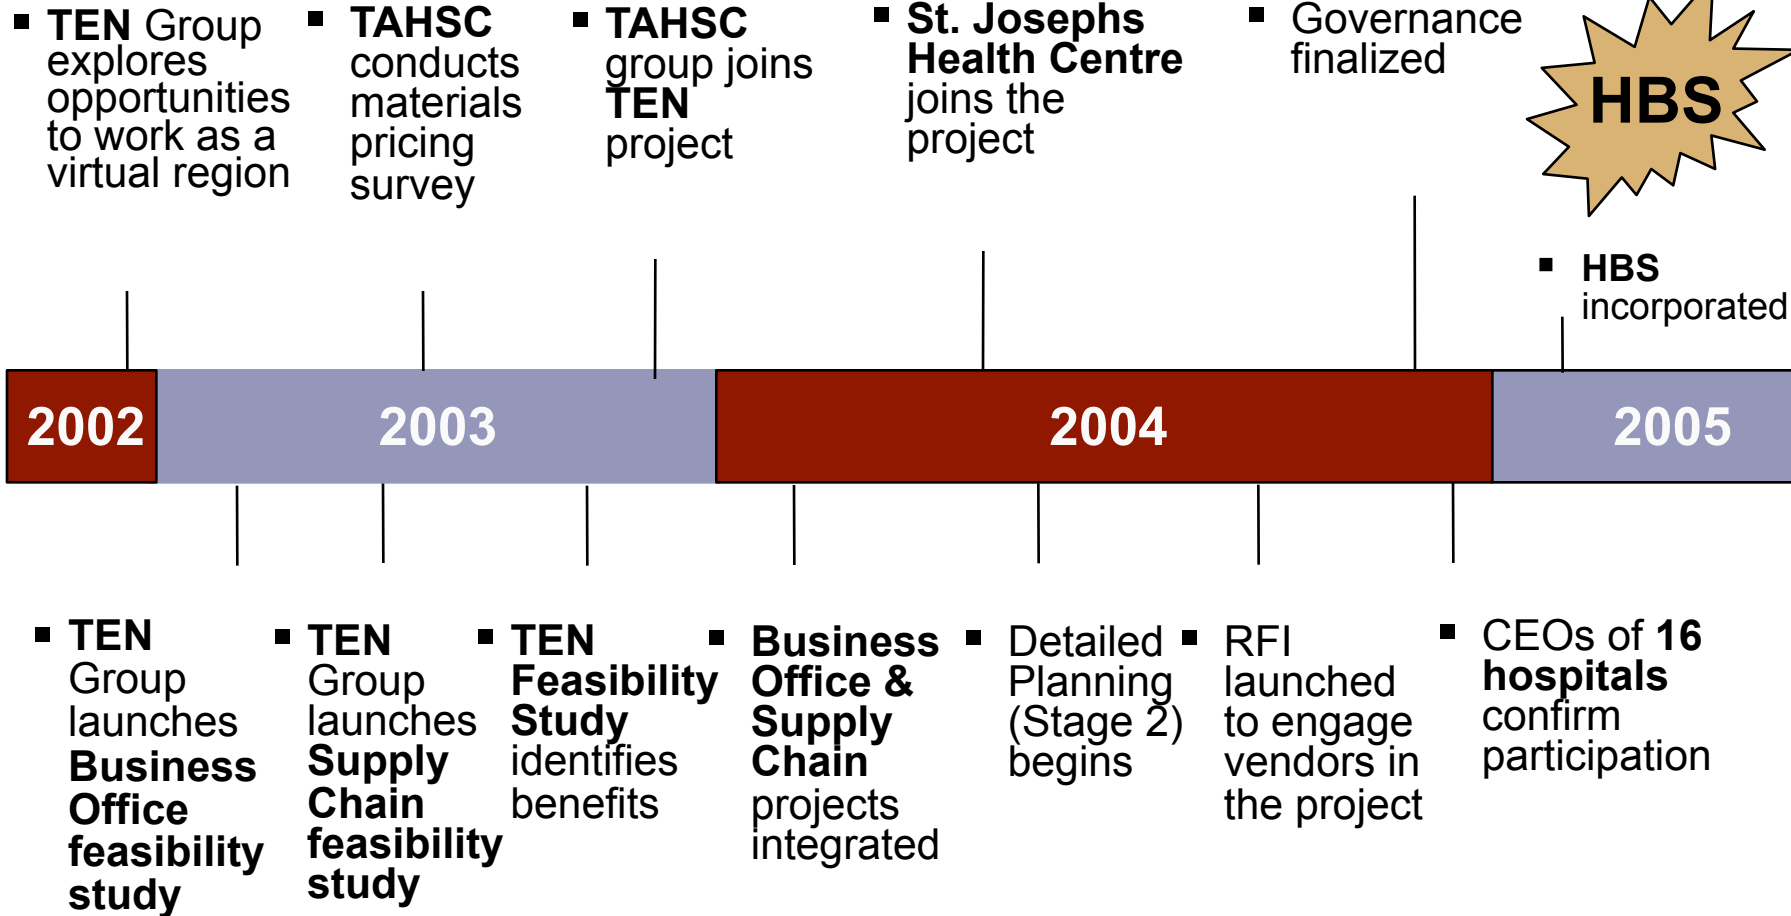 ▪ TEN Group
explores
opportunities
to work as a
virtual region
▪ TAHSC
conducts
materials
pricing
survey
▪ TAHSC
group joins
TEN
project
▪ St. Josephs
Health Centre
joins the
project
▪ Governance
finalized
HBS
▪ HBS
incorporated
2002
2003
2004
2005
▪ TEN
Group
launches
Business
Office
feasibility
study
▪ TEN
Group
launches
Supply
Chain
feasibility
study
▪ TEN
Feasibility
Study
identifies
benefits
▪ Business
Office &
Supply
Chain
projects
integrated
▪ Detailed
Planning
(Stage 2)
begins
▪ RFI
launched
to engage
vendors in
the project
▪ CEOs of 16
hospitals
confirm
participation